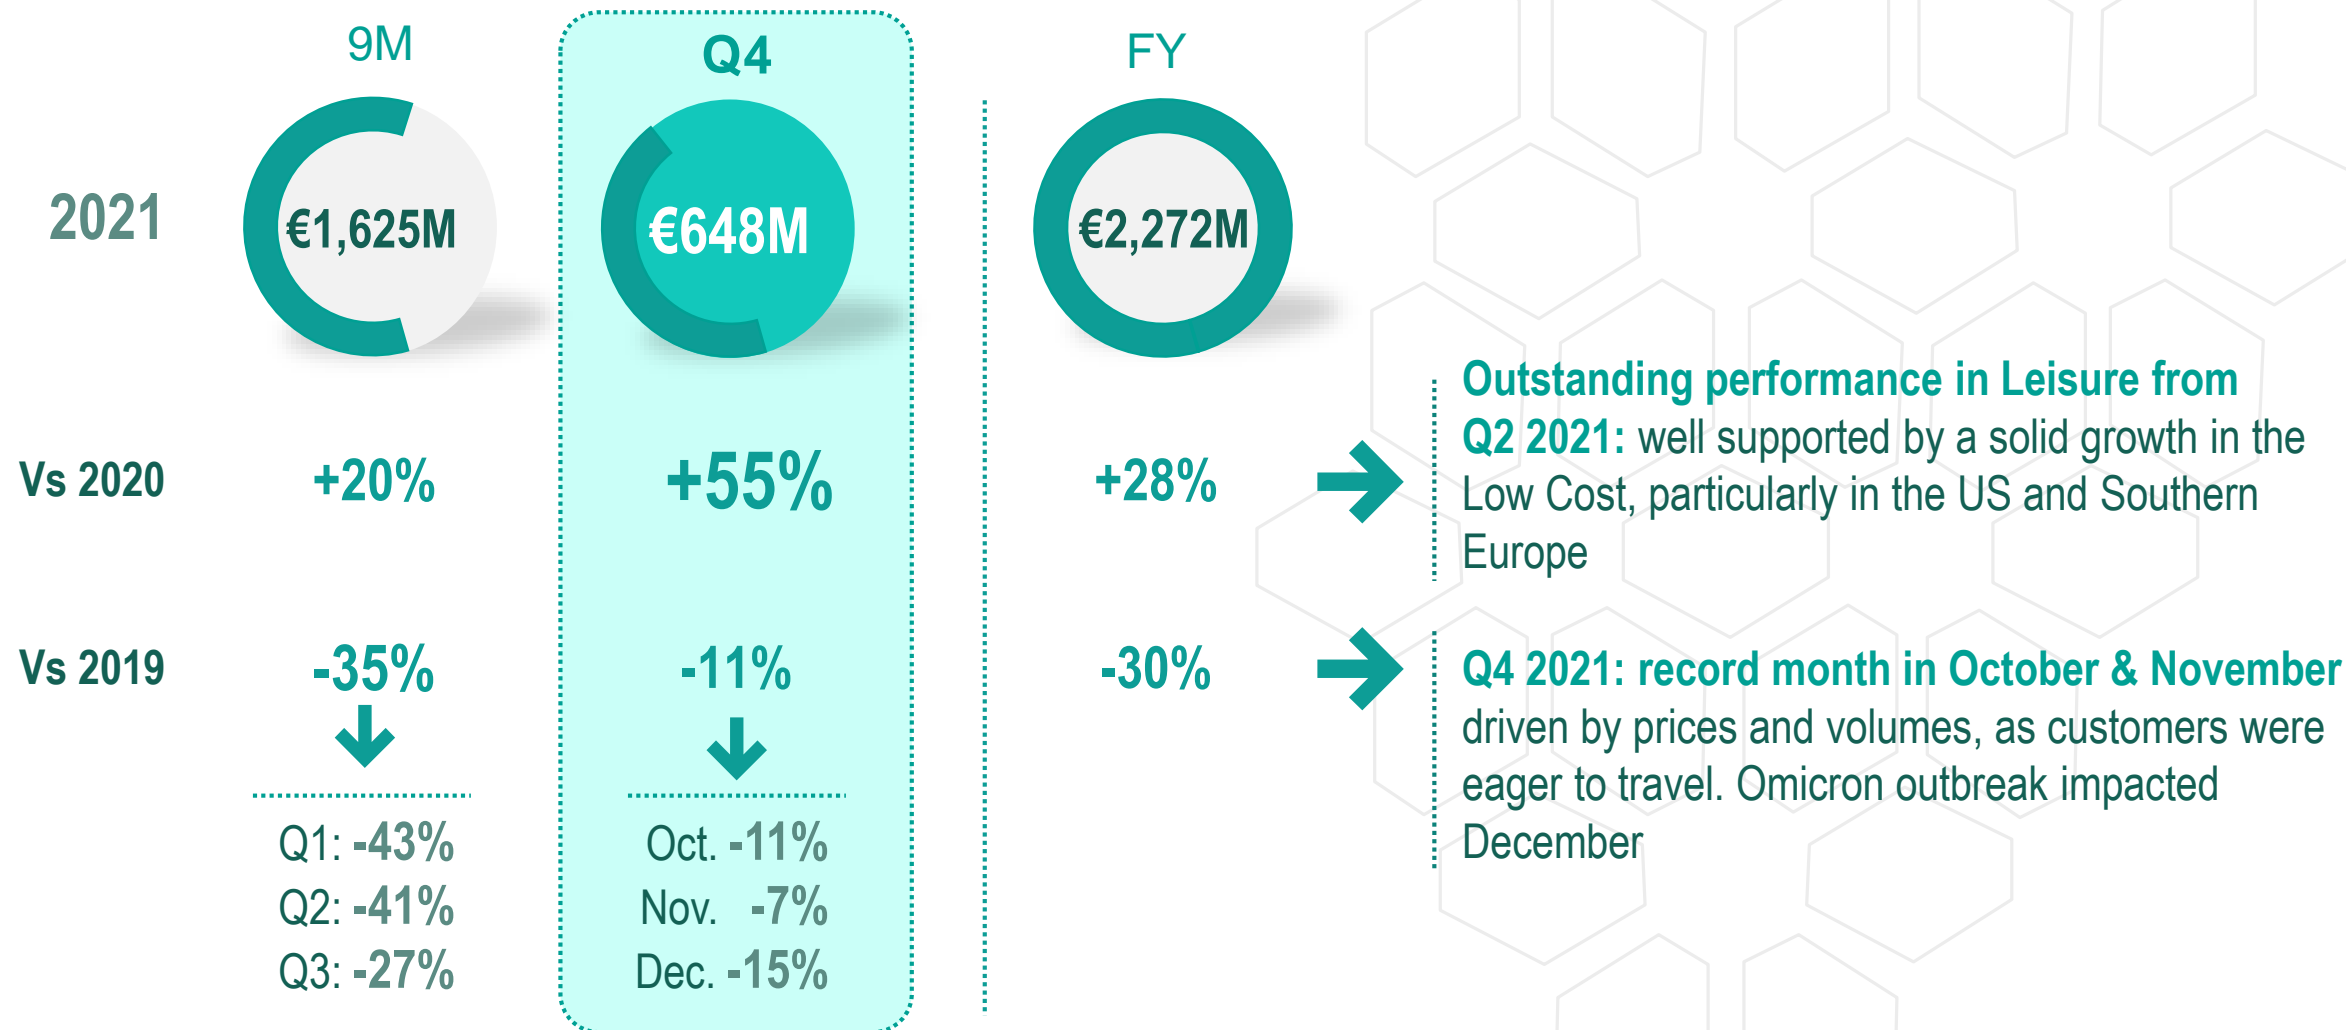 9M
Q4
FY
2021
€1,625M
€648M
€2,272M
Vs 2020
+20%
+55%
+28%
Outstanding performance in Leisure from
Q2 2021: well supported by a solid growth in the
Low Cost, particularly in the US and Southern
Europe
Vs 2019
-35%
-11%
-30%
Q4 2021: record month in October & November
driven by prices and volumes, as customers were
eager to travel. Omicron outbreak impacted
December
Q1: -43%
Q2: -41%
Q3: -27%
Oct. -11%
Nov. -7%
Dec. -15%